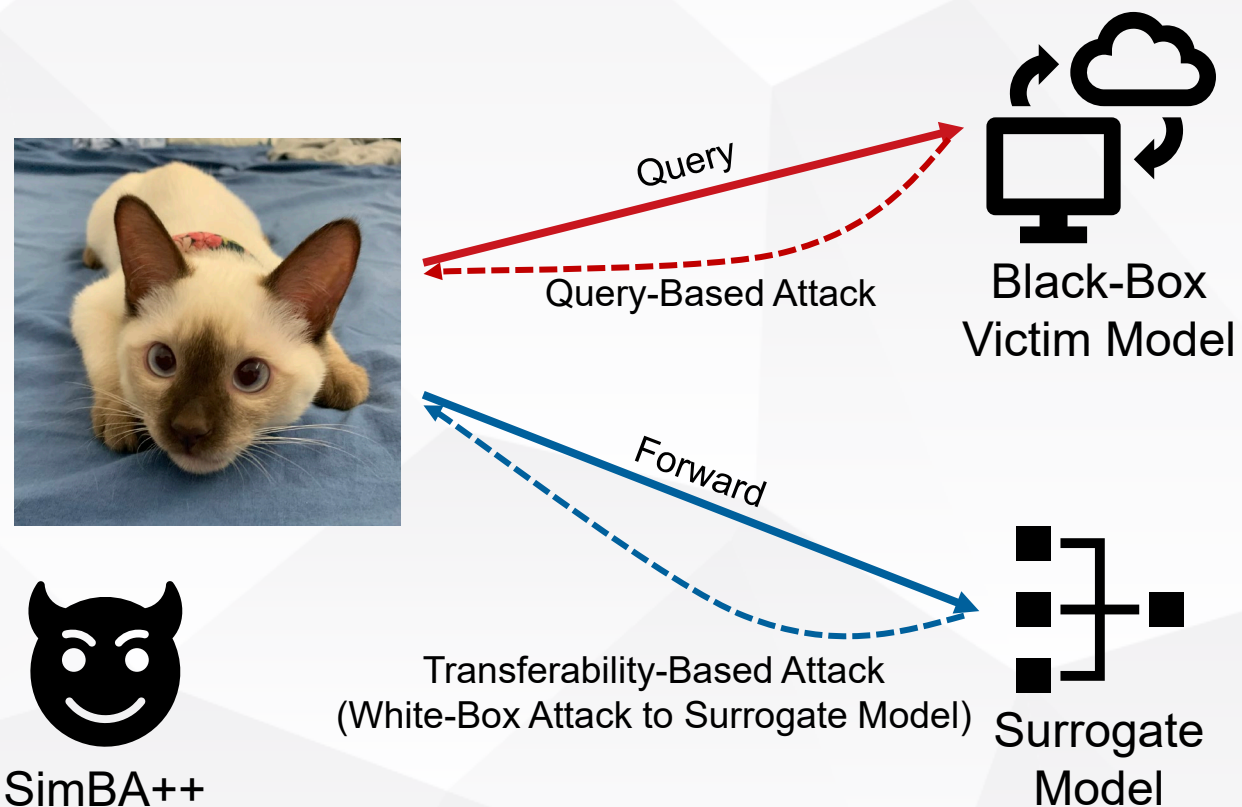 Query
Query-Based Attack
Black-Box
Victim Model
Forward
Transferability-Based Attack
(White-Box Attack to Surrogate Model)
Surrogate
Model
SimBA++